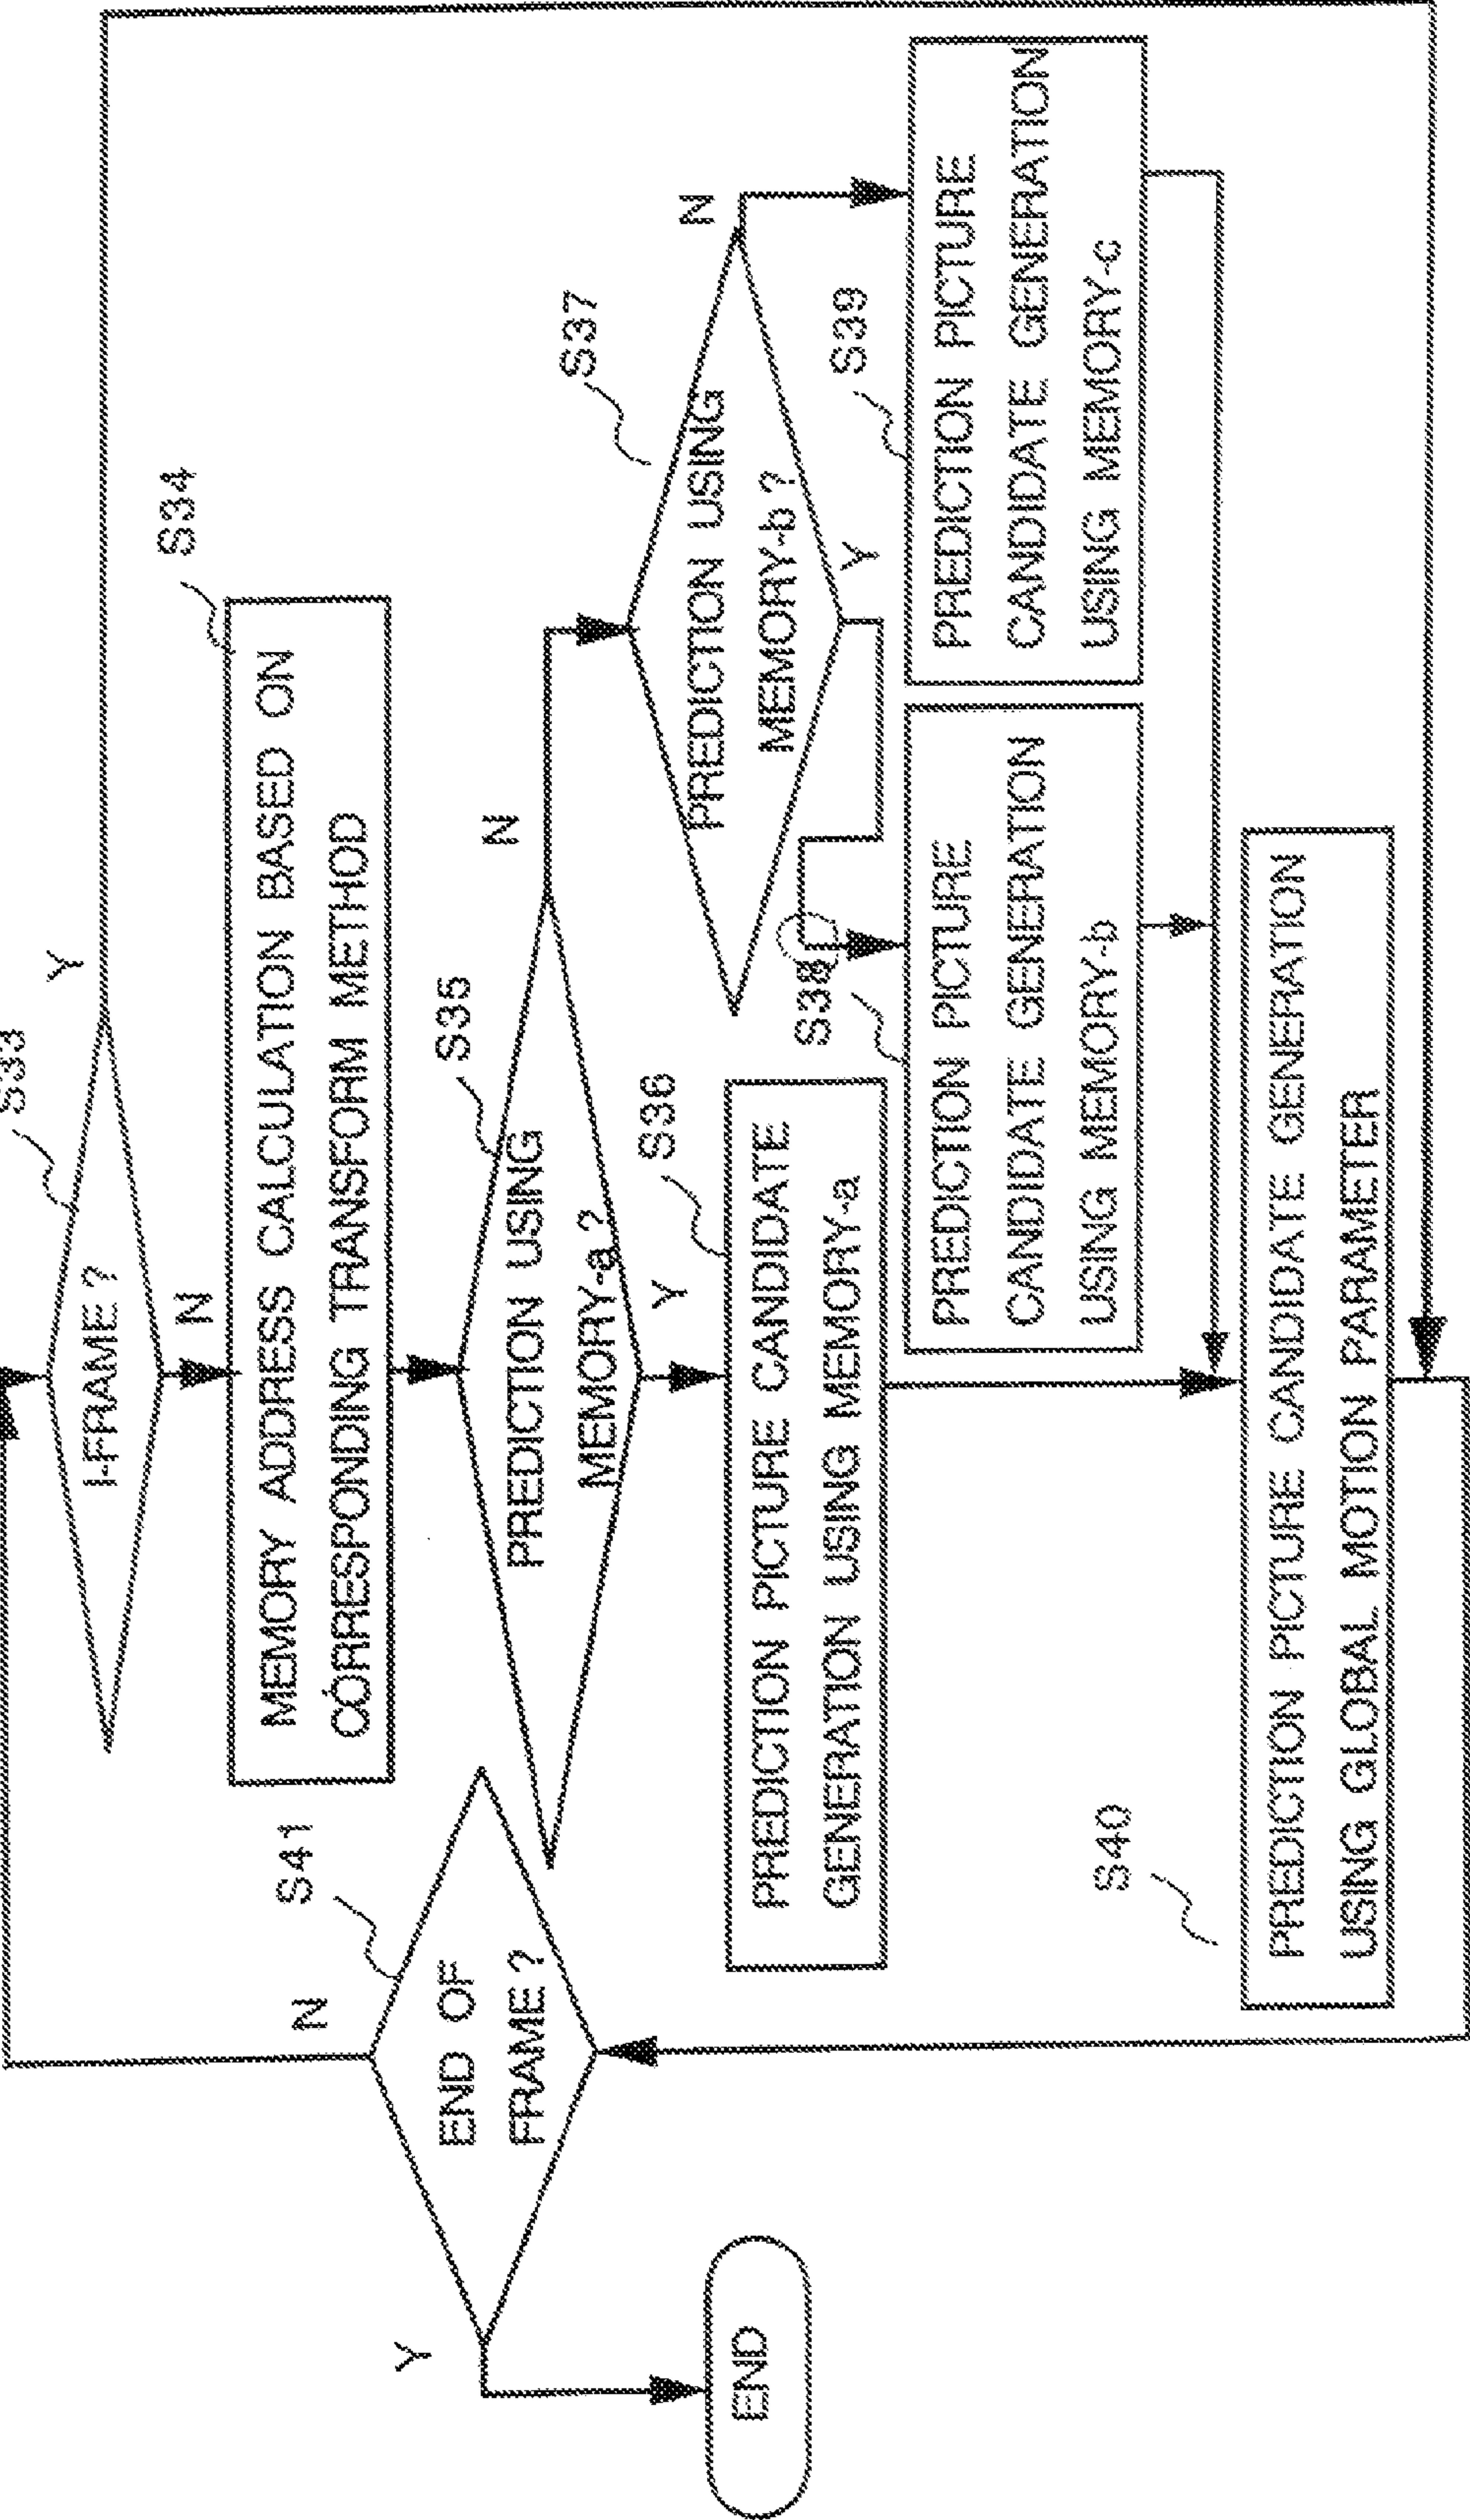 S33
I-FRAME ?
Y
N
S34
MEMORY ADDRESS CALCULATION BASED ON
CORRESPONDING TRANSFORM METHOD
S35
PREDICTION USING
MEMORY-a ?
N
Y
S36
PREDICTION PICTURE CANDIDATE
GENERATION USING MEMORY-a
S37
PREDICTION USING
MEMORY-b ?
N
Y
S38
PREDICTION PICTURE
CANDIDATE GENERATION
USING MEMORY-b
S39
PREDICTION PICTURE
CANDIDATE GENERATION
USING MEMORY-c
S40
PREDICTION PICTURE CANDIDATE GENERATION
USING GLOBAL MOTION PARAMETER
S41
END OF
FRAME ?
N
Y
END